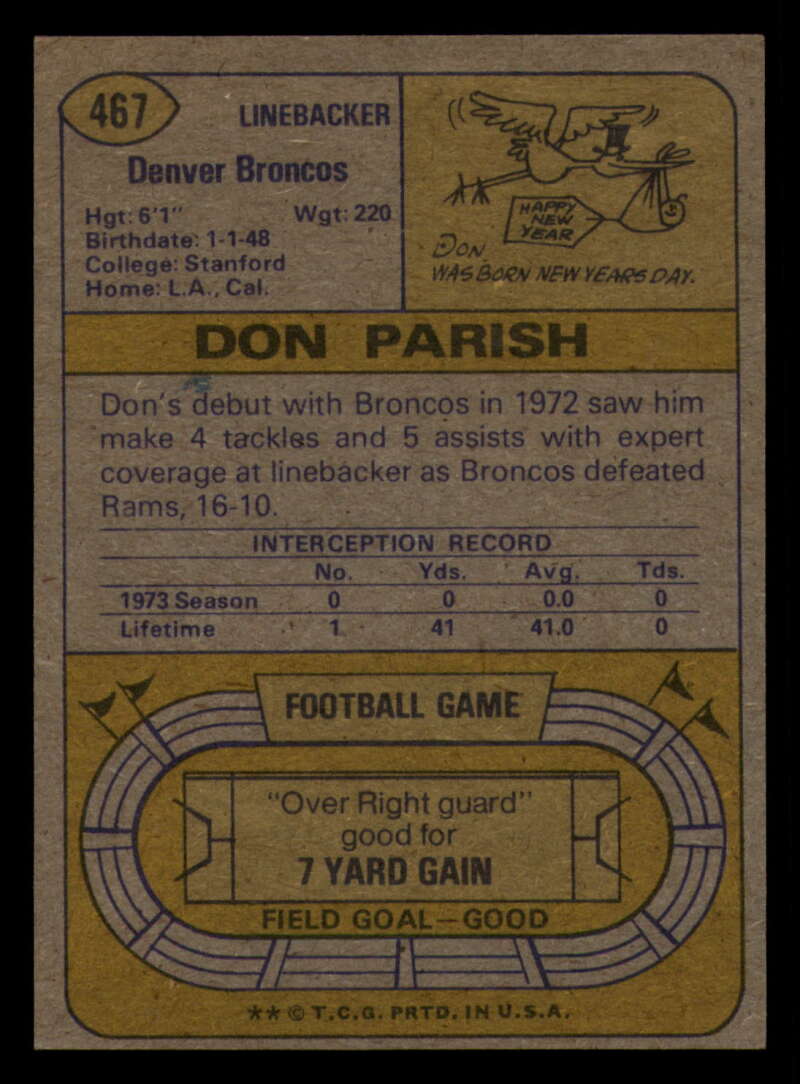 467
LINEBACKER
Denver Broncos
Hgt: 6'1" Wgt: 220
Birthdate: 1-1-48
College: Stanford
Home: L.A., Cal.
HAPPY
NEW
YEAR
DON
WAS BORN NEW YEARS DAY.
DON PARISH
Don's debut with Broncos in 1972 saw him
make 4 tackles and 5 assists with expert
coverage at linebacker as Broncos defeated
Rams, 16-10.
INTERCEPTION RECORD
No. Yds. Avg. Tds.
1973 Season 0 0 0.0 0
Lifetime 1 41 41.0 0
FOOTBALL GAME
"Over Right guard"
good for
7 YARD GAIN
FIELD GOAL—GOOD
** © T.C.G. PRTD. IN U.S.A.